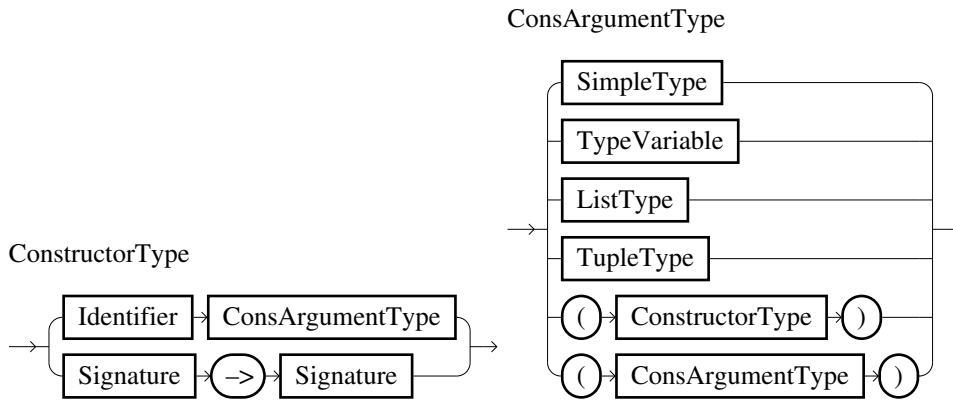 ConstructorType
Identifier ConsArgumentType
Signature –> Signature
ConsArgumentType
SimpleType
TypeVariable
ListType
TupleType
( ConstructorType )
( ConsArgumentType )